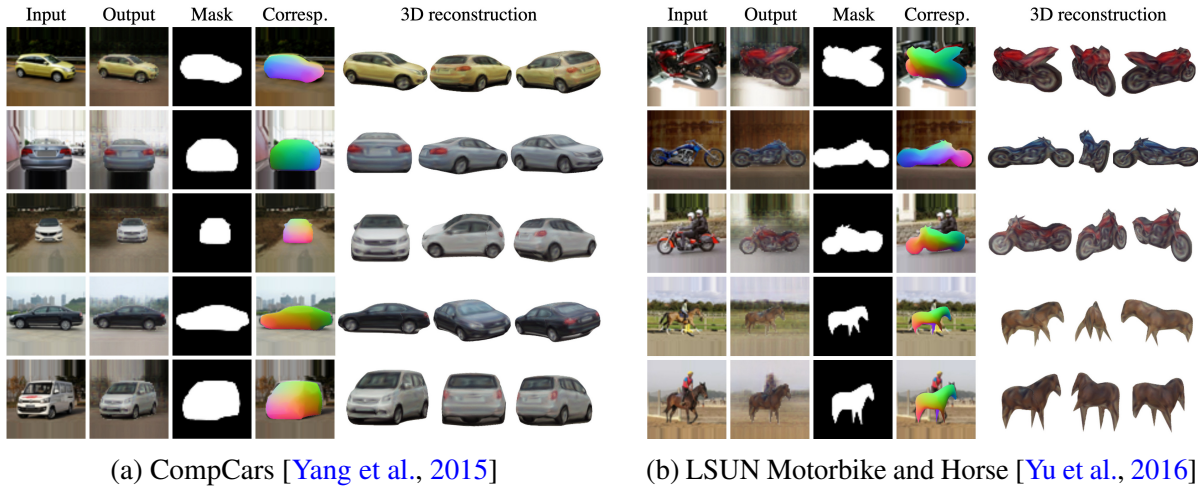 Input Output Mask Corresp. 3D reconstruction
Input Output Mask Corresp. 3D reconstruction
(a) CompCars [Yang et al., 2015]
(b) LSUN Motorbike and Horse [Yu et al., 2016]